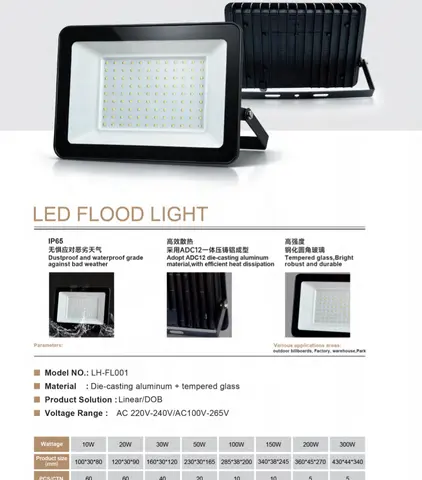 LED FLOOD LIGHT
IP65
无惧应对恶劣天气
Dustproof and waterproof grade
against bad weather
高效散热
采用ADC12一体压铸铝成型
Adopt ADC12 die-casting aluminum
material,with efficient heat dissipation
高强度
钢化圆角玻璃
Tempered glass,Bright
robust and durable
Parameters:
Various applications areas:
outdoor billboards, Factory, warehouse,Park
Model NO.: LH-FL001
Material : Die-casting aluminum + tempered glass
Product Solution : Linear/DOB
Voltage Range : AC 220V-240V/AC100V-265V
Wattage 10W 20W 30W 50W 100W 150W 200W 300W
Product size (mm) 100*30*80 120*30*90 160*30*120 230*30*165 285*38*200 340*38*245 360*45*270 430*44*340
PCS/CTN 60 60 40 20 10 10 5 5